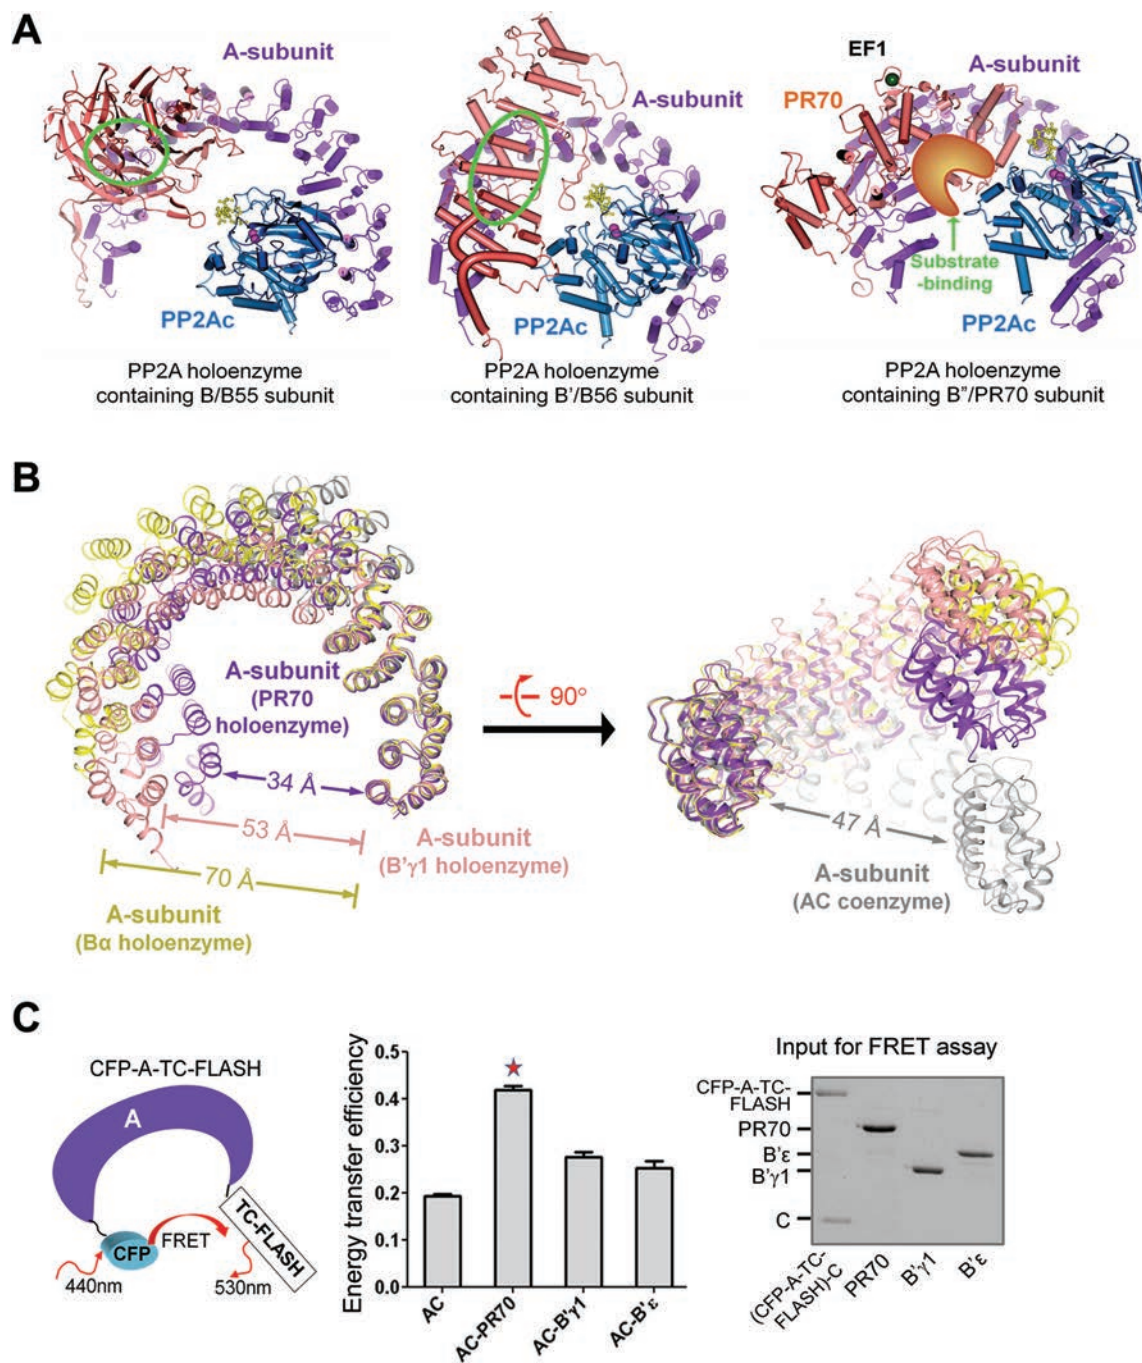 A
A-subunit
PP2Ac
PP2A holoenzyme
containing B/B55 subunit
A-subunit
PP2Ac
PP2A holoenzyme
containing B'/B56 subunit
EF1
A-subunit
PR70
Substrate
-binding
PP2Ac
PP2A holoenzyme
containing B"/PR70 subunit
B
A-subunit
(PR70
holoenzyme)
34 Å
53 Å
A-subunit
(B'γ1 holoenzyme)
70 Å
A-subunit
(Bα holoenzyme)
90°
47 Å
A-subunit
(AC coenzyme)
C
CFP-A-TC-FLASH
A
CFP
FRET
TC-FLASH
440nm
530nm
Energy transfer efficiency
0.5
0.4
0.3
0.2
0.1
0.0
AC
AC-PR70
AC-B'γ1
AC-B'ε
Input for FRET assay
CFP-A-TC-
FLASH
PR70
B'ε
B'γ1
C
(CFP-A-TC-
FLASH)-C
PR70
B'γ1
B'ε